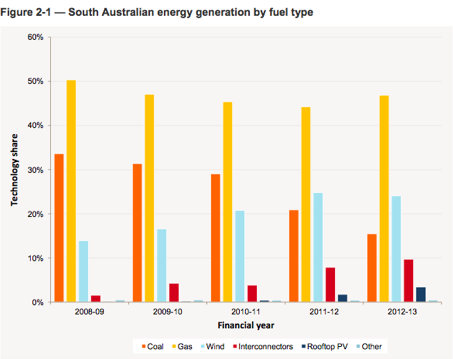 Figure 2-1 — South Australian energy generation by fuel type
60%
50%
40%
30%
20%
10%
0%
Technology share
2008-09 2009-10 2010-11 2011-12 2012-13
Financial year
Coal Gas Wind Interconnectors Rooftop PV Other